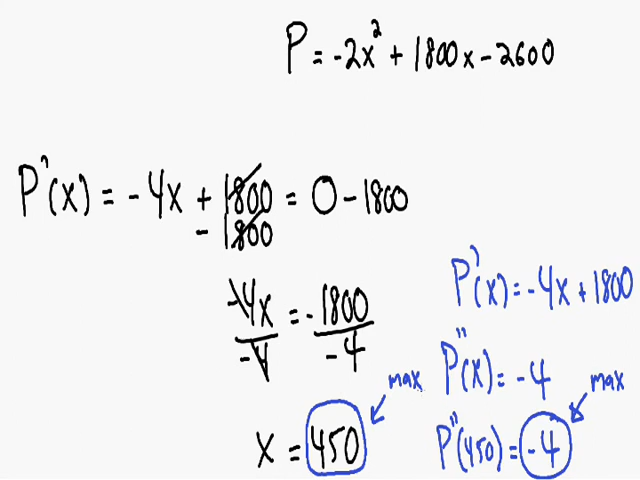 P = -2x² + 1800x - 2600
P'(x) = -4x + 1800 = 0 - 1800
- 1800
-4x = -1800
-4 -4
x = 450
max
P'(x) = -4x + 1800
P''(x) = -4
max
P''(450) = -4